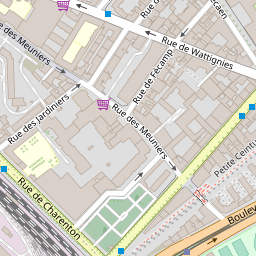 Rue de Fécamp
Decaen
Rue des Meuniers
Rue de Wattignies
Rue des Jardiniers
Rue des Meuniers
Rue de Charenton
Petite Ceintu
Boulev